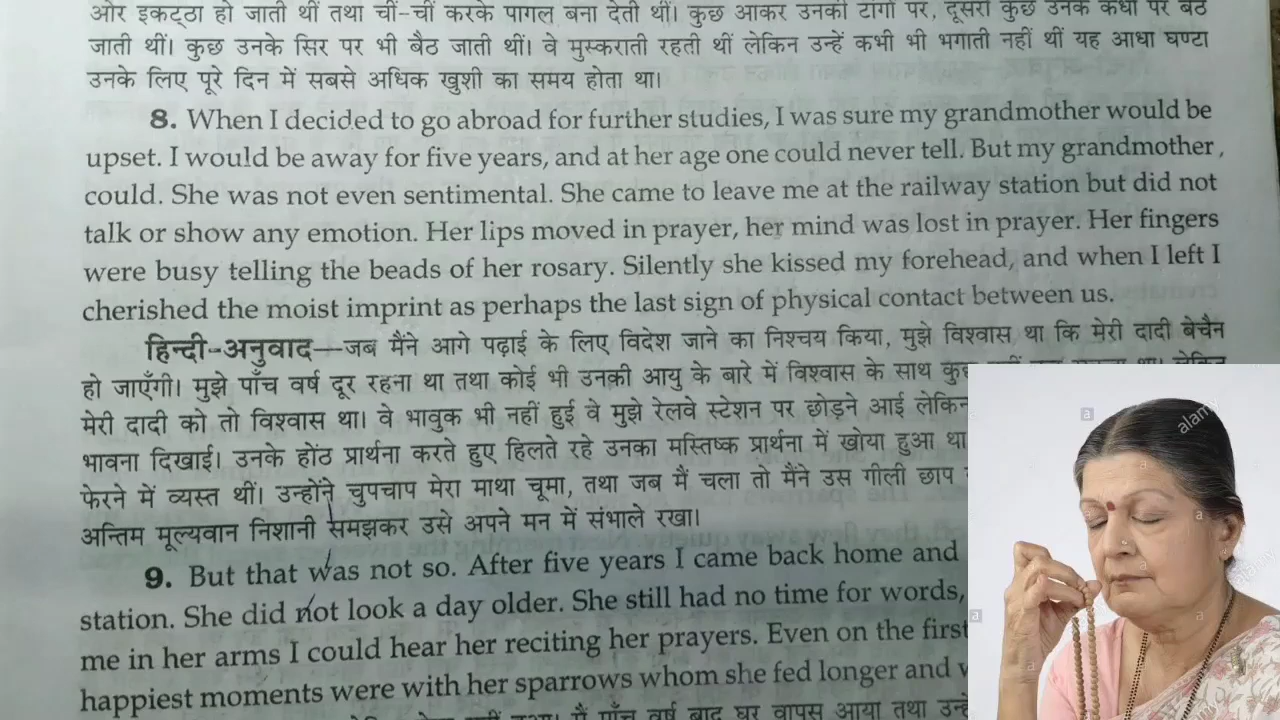 ओर इकट्ठा हो जाती थीं तथा चीं-चीं करके पागल बना देती थीं। कुछ आकर उनकी टांगों पर, दूसरी कुछ उनके कंधों पर बैठ
जाती थीं। कुछ उनके सिर पर भी बैठ जाती थीं। वे मुस्कराती रहती थीं लेकिन उन्हें कभी भी भगाती नहीं थीं यह आधा घण्टा
उनके लिए पूरे दिन में सबसे अधिक खुशी का समय होता था।
8. When I decided to go abroad for further studies, I was sure my grandmother would be
upset. I would be away for five years, and at her age one could never tell. But my grandmother,
could. She was not even sentimental. She came to leave me at the railway station but did not
talk or show any emotion. Her lips moved in prayer, her mind was lost in prayer. Her fingers
were busy telling the beads of her rosary. Silently she kissed my forehead, and when I left I
cherished the moist imprint as perhaps the last sign of physical contact between us.
हिन्दी-अनुवाद—जब मैंने आगे पढ़ाई के लिए विदेश जाने का निश्चय किया, मुझे विश्वास था कि मेरी दादी बेचैन
हो जाएँगी। मुझे पाँच वर्ष दूर रहना था तथा कोई भी उनकी आयु के बारे में विश्वास के साथ
मेरी दादी को तो विश्वास था। वे भावुक भी नहीं हुई वे मुझे रेलवे स्टेशन पर छोड़ने आई लेकिन
भावना दिखाई। उनके होंठ प्रार्थना करते हुए हिलते रहे उनका मस्तिष्क प्रार्थना में खोया हुआ था
फेरने में व्यस्त थीं। उन्होंने चुपचाप मेरा माथा चूमा, तथा जब मैं चला तो मैंने उस गीली छाप
अन्तिम मूल्यवान निशानी समझकर उसे अपने मन में संभाले रखा।
9. But that was not so. After five years I came back home and
station. She did not look a day older. She still had no time for words,
me in her arms I could hear her reciting her prayers. Even on the first
happiest moments were with her sparrows whom she fed longer and
मैं पाँच वर्ष बाद घर वापस आया तथा
alamy